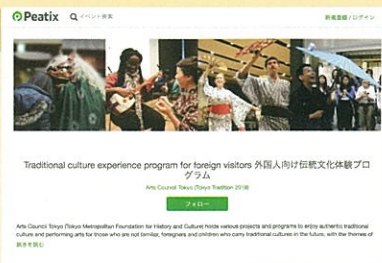 Peatix
イベント検索
新規登録 / ログイン
Traditional culture experience program for foreign visitors 外国人向け伝統文化体験プロ
グラム
Arts Council Tokyo (Tokyo Tradition 2018)
フォロー
Arts Council Tokyo (Tokyo Metropolitan Foundation for History and Culture) holds various projects and programs to enjoy authentic traditional
culture and performing arts for those who are not familiar, foreigners and children who carry traditional cultures in the future, with the themes of
続きを読む